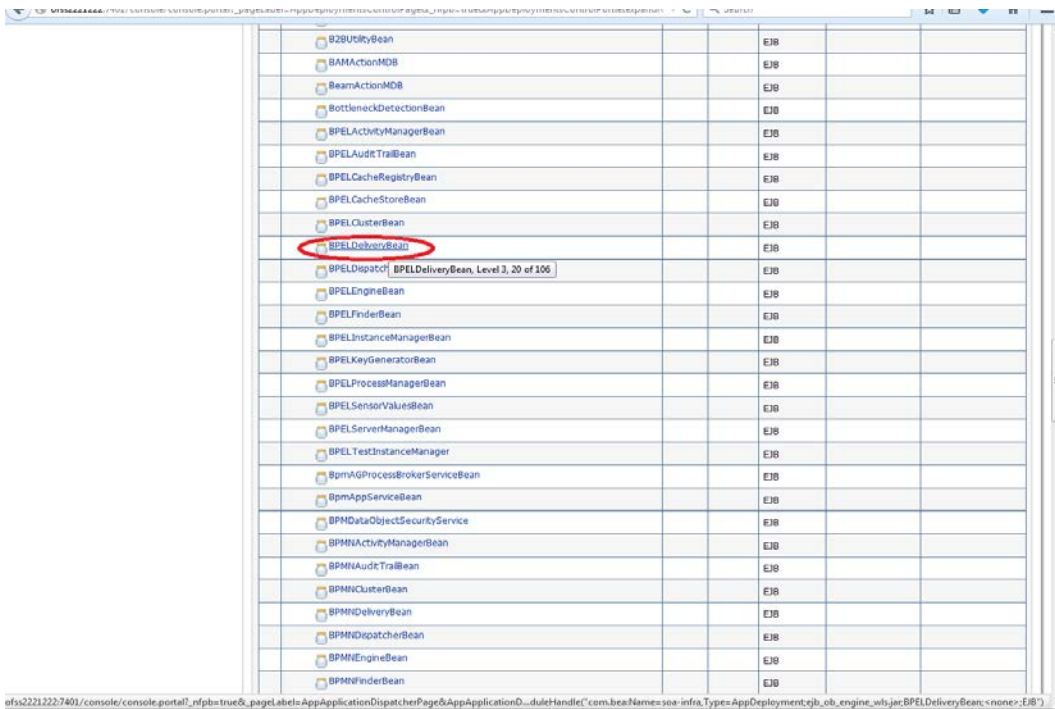 B2BUtilityBean EJB
BAMActionMDB EJB
BeamActionMDB EJB
BottleneckDetectionBean EJB
BPELActivityManagerBean EJB
BPELAuditTrailBean EJB
BPELCacheRegistryBean EJB
BPELCacheStoreBean EJB
BPELClusterBean EJB
BPELDeliveryBean EJB
BPELDispatch BPELDeliveryBean, Level 3, 20 of 106 EJB
BPELEngineBean EJB
BPELFinderBean EJB
BPELInstanceManagerBean EJB
BPELKeyGeneratorBean EJB
BPELProcessManagerBean EJB
BPELSensorValuesBean EJB
BPELServerManagerBean EJB
BPELTestInstanceManager EJB
BpmAGProcessBrokerServiceBean EJB
BpmAppServiceBean EJB
BPMDataObjectSecurityService EJB
BPMNActivityManagerBean EJB
BPMNAuditTrailBean EJB
BPMNClusterBean EJB
BPMNDeliveryBean EJB
BPMNDispatcherBean EJB
BPMNEngineBean EJB
BPMNFinderBean EJB
ofss2221222:7401/console/console.portal?_nfpb=true&_pageLabel=AppApplicationDispatcherPage&AppApplicationD...duleHandle("com.bea:Name=soa-infra,Type=AppDeployment;ejb_ob_engine_wls.jar;BPELDeliveryBean;<none>;EJB")